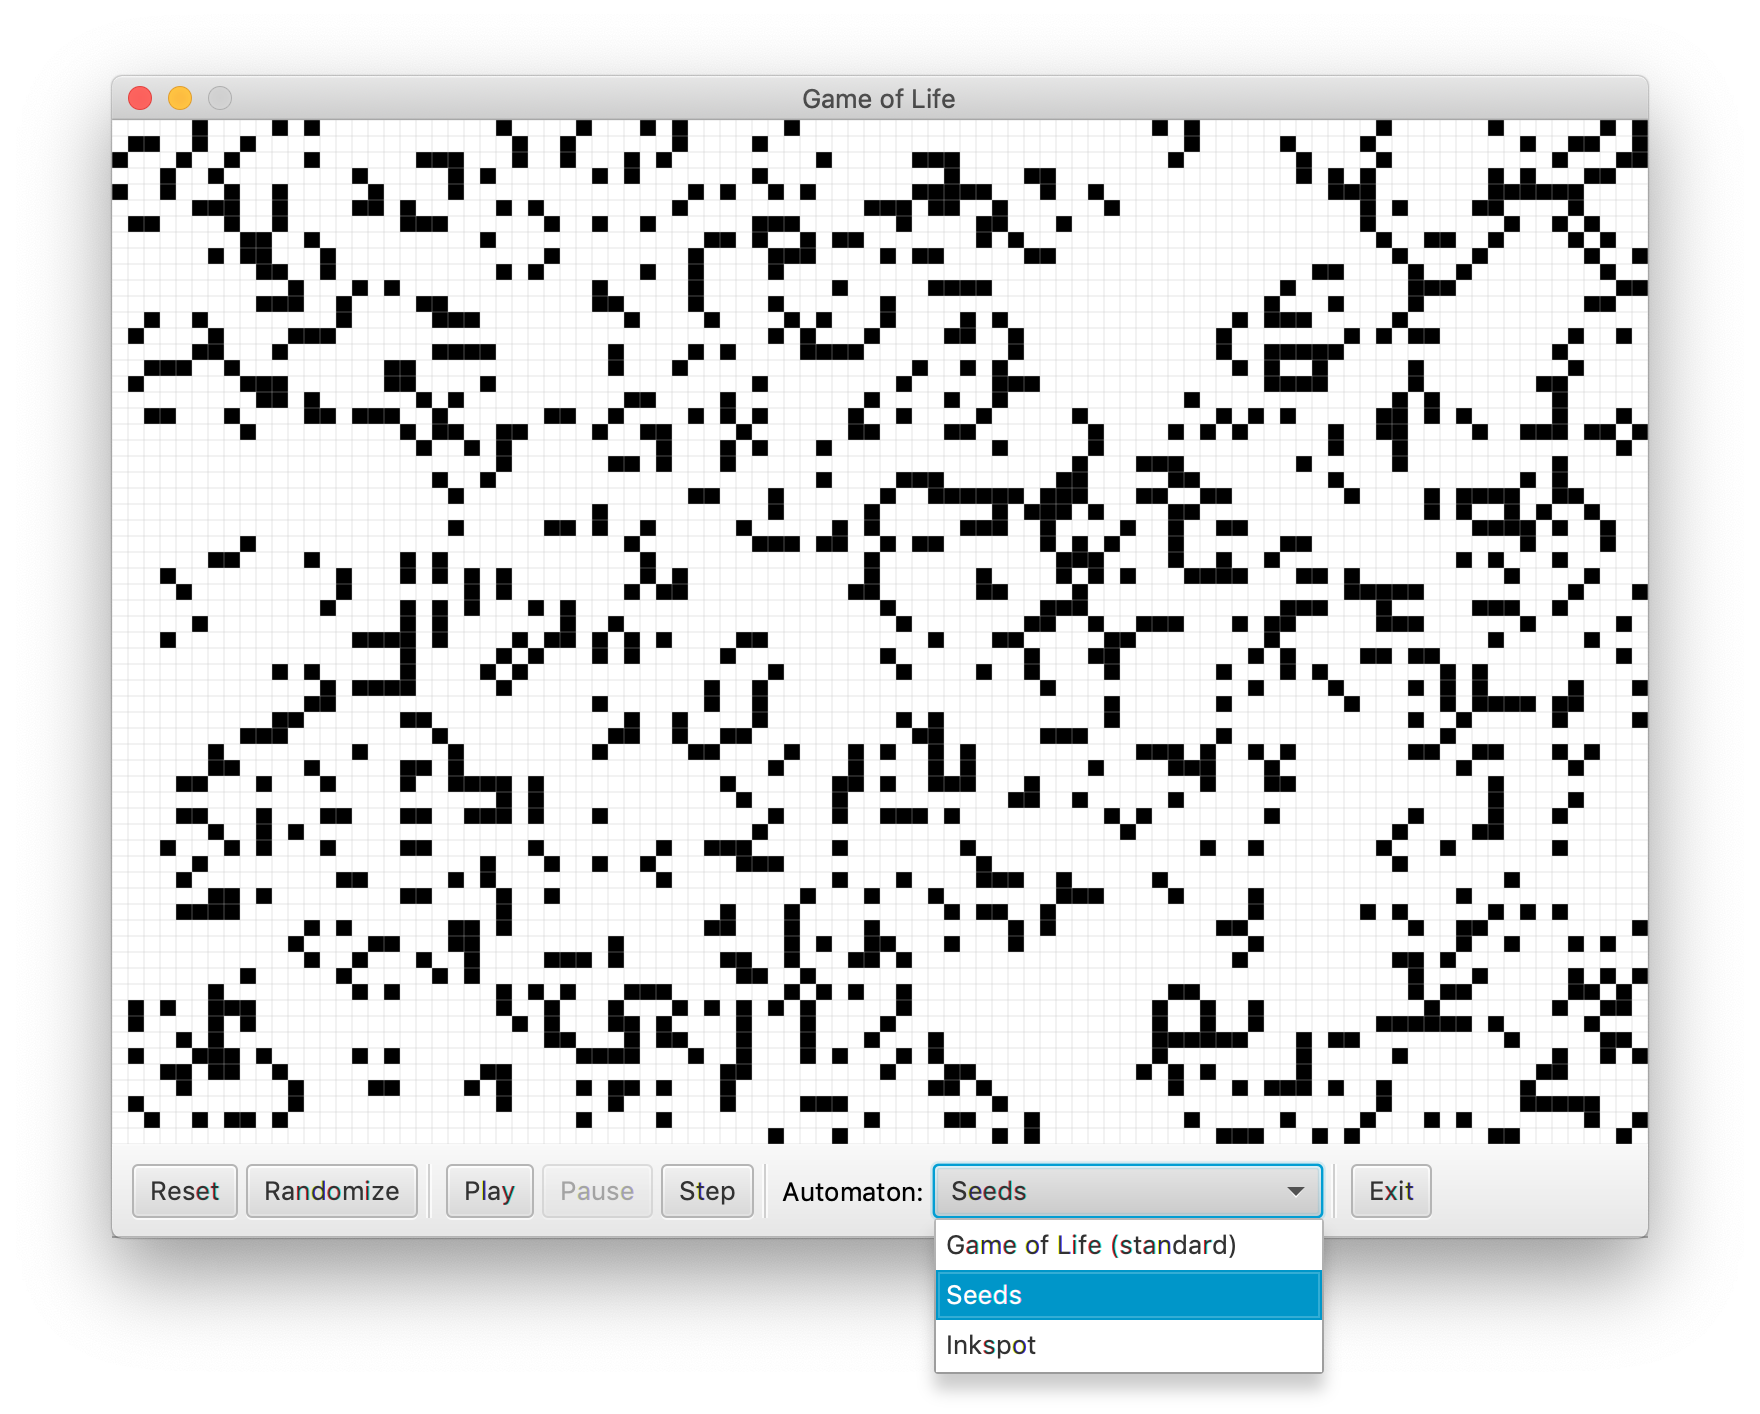 Game of Life
Reset Randomize Play Pause Step Automaton: Seeds Exit
Game of Life (standard)
Seeds
Inkspot